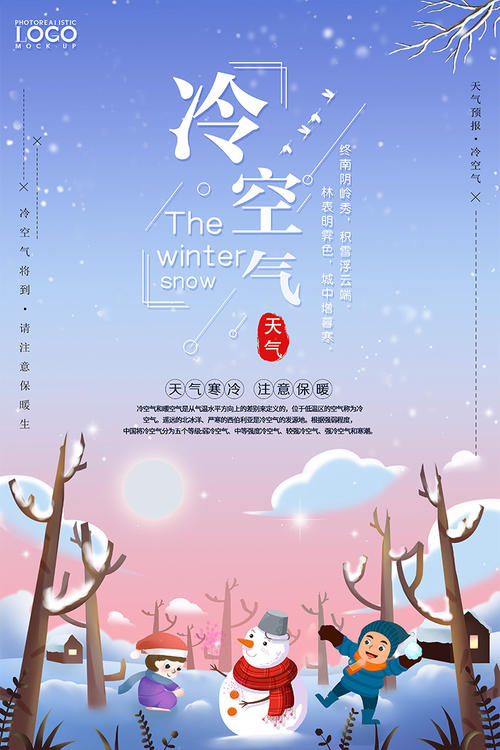 PHOTOREALISTIC
LOGO
MOCK-UP
冷空气
The
winter
snow
天气
终南阴岭秀，积雪浮云端。
林表明霁色，城中增暮寒。
天气预报·冷空气
冷空气将到·请注意保暖生
天气寒冷 注意保暖
冷空气和暖空气是从气温水平方向上的差别来定义的，位于低温区的空气称为冷
空气。遥远的北冰洋、严寒的西伯利亚是冷空气的发源地。根据强弱程度，
中国将冷空气分为五个等级:弱冷空气、中等强度冷空气、较强冷空气、强冷空气和寒潮。